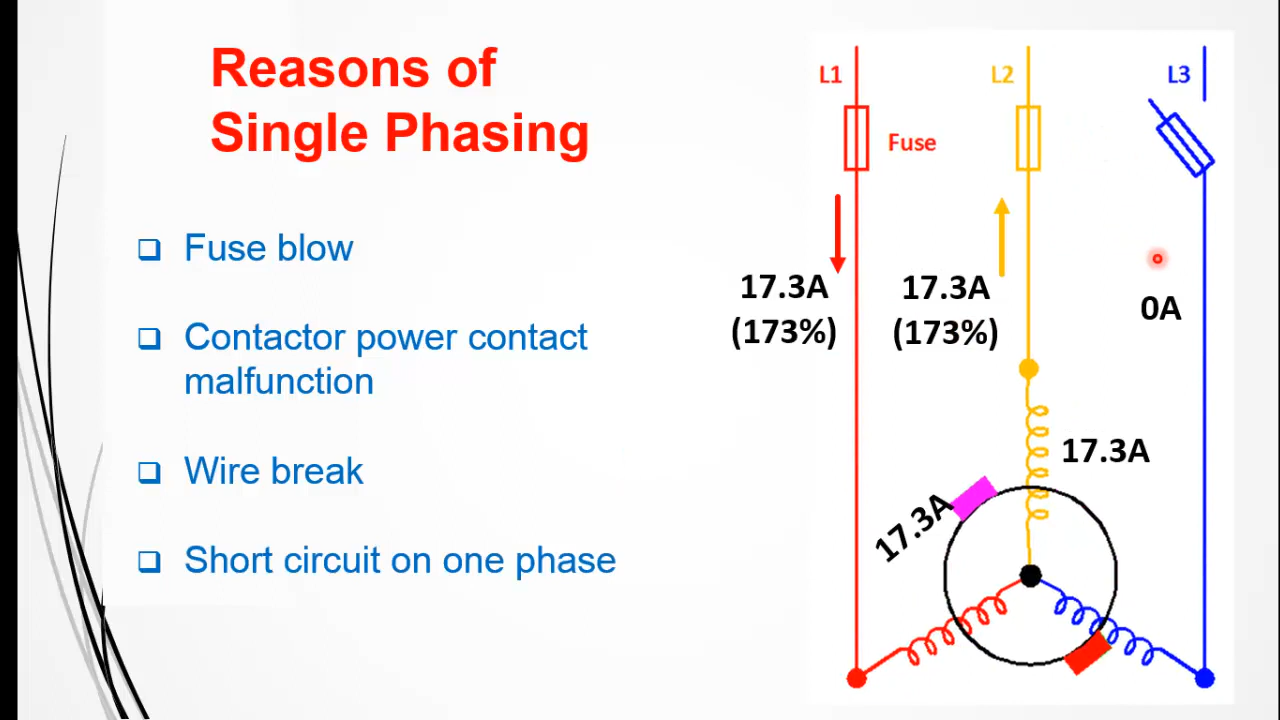 Reasons of
Single Phasing
Fuse blow
Contactor power contact
malfunction
Wire break
Short circuit on one phase
L1
L2
L3
Fuse
17.3A
(173%)
17.3A
(173%)
0A
17.3A
17.3A